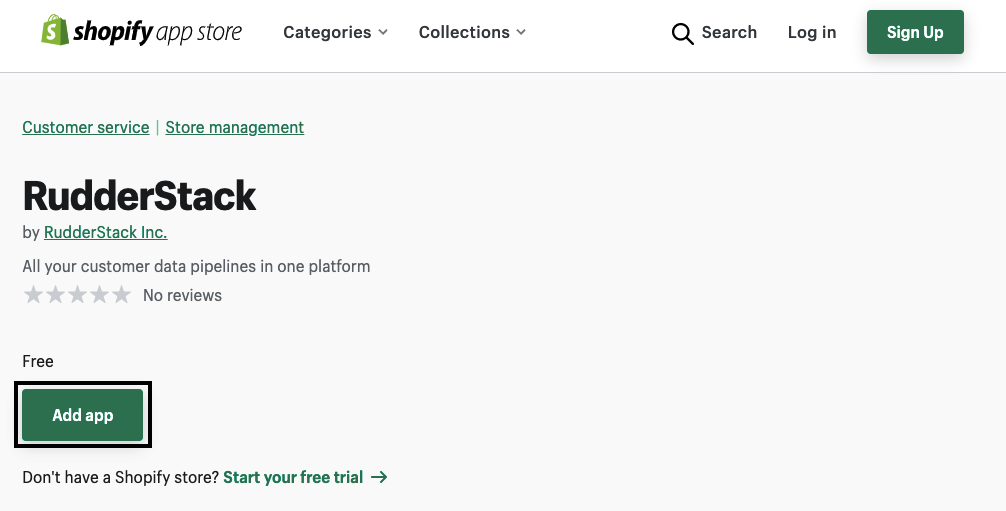 shopify app store Categories Collections Search Log in Sign Up
Customer service | Store management
RudderStack
by RudderStack Inc.
All your customer data pipelines in one platform
No reviews
Free
Add app
Don't have a Shopify store? Start your free trial →